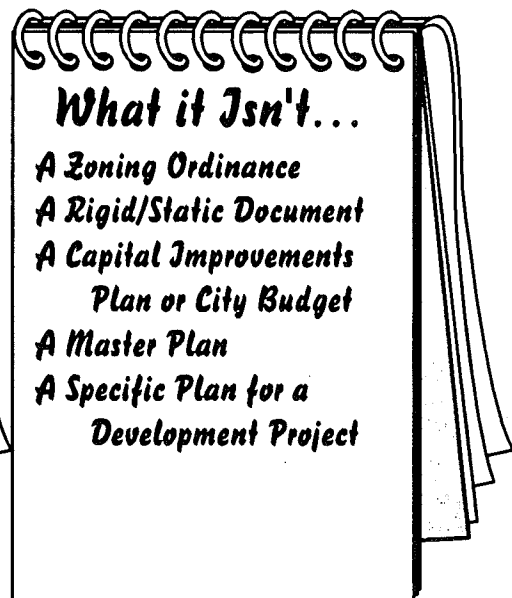 What it Isn't...
A Zoning Ordinance
A Rigid/Static Document
A Capital Improvements
Plan or City Budget
A Master Plan
A Specific Plan for a
Development Project